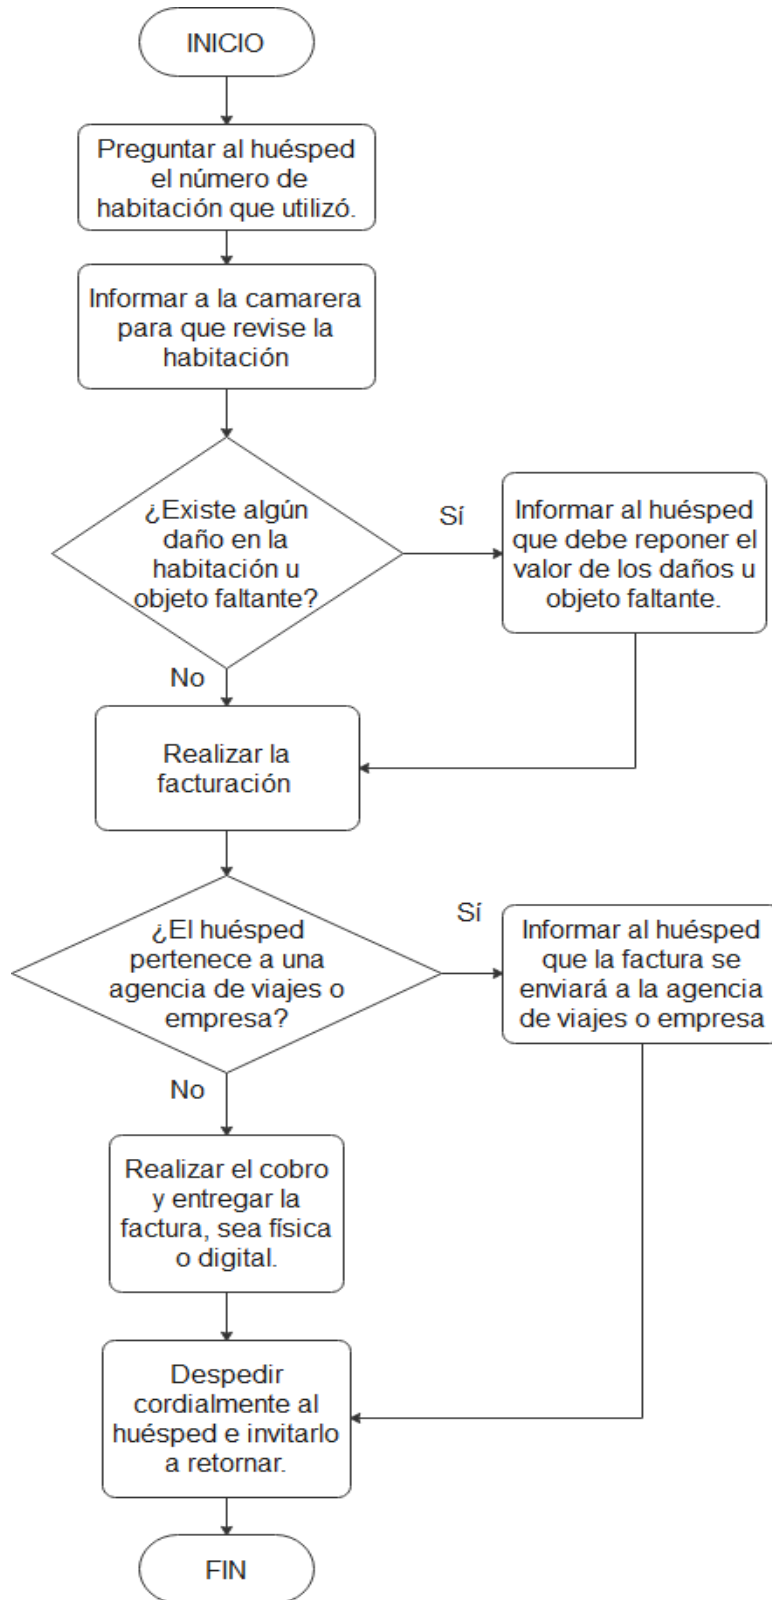 INICIO
Preguntar al huésped
el número de
habitación que utilizó.
Informar a la camarera
para que revise la
habitación
¿Existe algún
daño en la
habitación u
objeto faltante?
Sí
Informar al huésped
que debe reponer el
valor de los daños u
objeto faltante.
No
Realizar la
facturación
¿El huésped
pertenece a una
agencia de viajes o
empresa?
Sí
Informar al huésped
que la factura se
enviará a la agencia
de viajes o empresa
No
Realizar el cobro
y entregar la
factura, sea física
o digital.
Despedir
cordialmente al
huésped e invitarlo
a retornar.
FIN